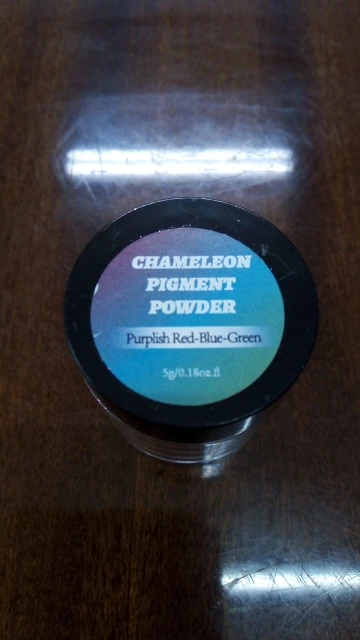 CHAMELEON
PIGMENT
POWDER
Purplish Red-Blue-Green
5g/0.18oz.fl